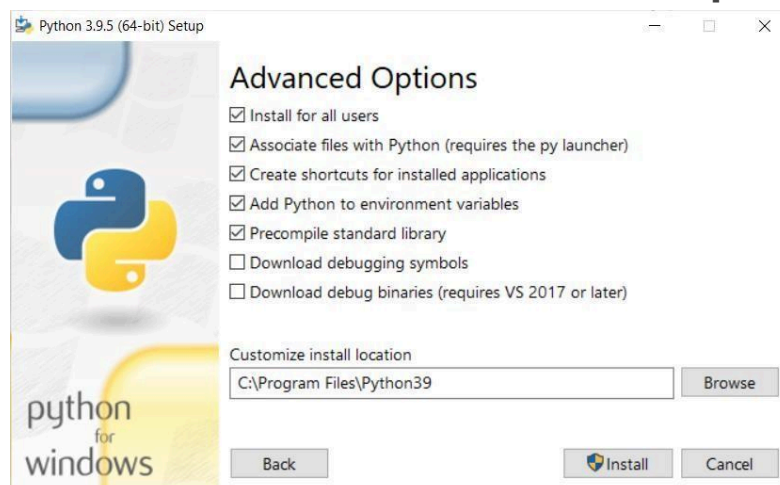 Python 3.9.5 (64-bit) Setup
Advanced Options
Install for all users
Associate files with Python (requires the py launcher)
Create shortcuts for installed applications
Add Python to environment variables
Precompile standard library
Download debugging symbols
Download debug binaries (requires VS 2017 or later)
Customize install location
C:\Program Files\Python39
Browse
python
for
windows
Back
Install
Cancel